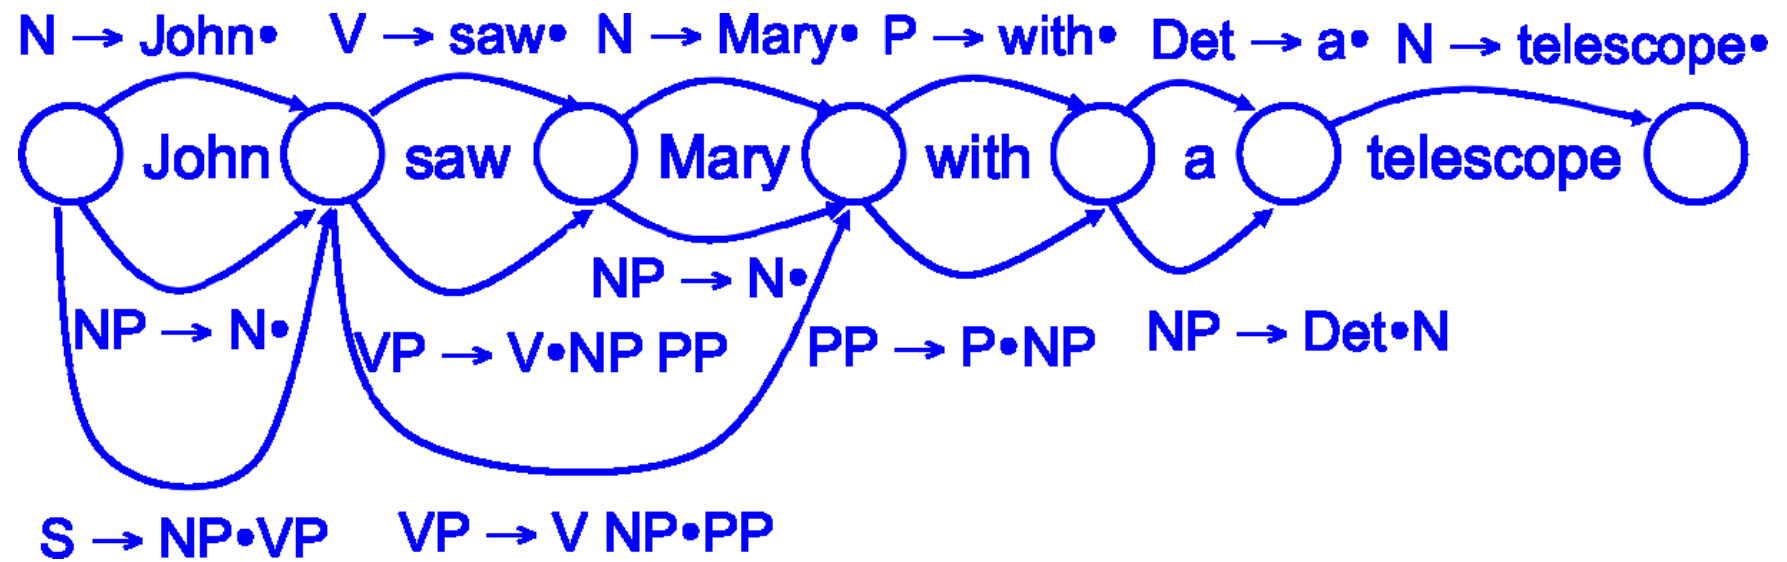 N → John• V → saw• N → Mary• P → with• Det → a• N → telescope•
John saw Mary with a telescope
NP → N•
NP → N• VP → V•NP PP PP → P•NP NP → Det•N
S → NP•VP VP → V NP•PP